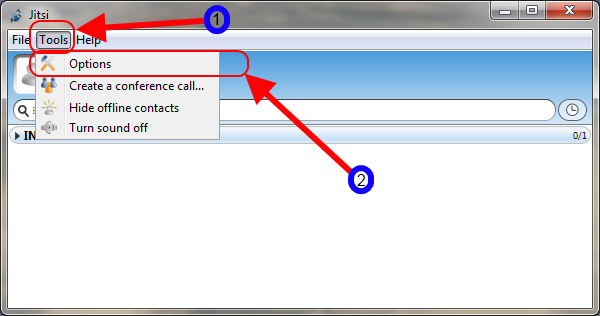 Jitsi
1
File Tools Help
Options
Create a conference call...
Hide offline contacts
Turn sound off
IN
0/1
2